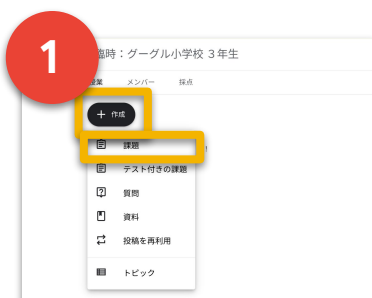 1
臨時：グーグル小学校 ３年生
授業 メンバー 採点
+ 作成
課題
テスト付きの課題
質問
資料
投稿を再利用
トピック